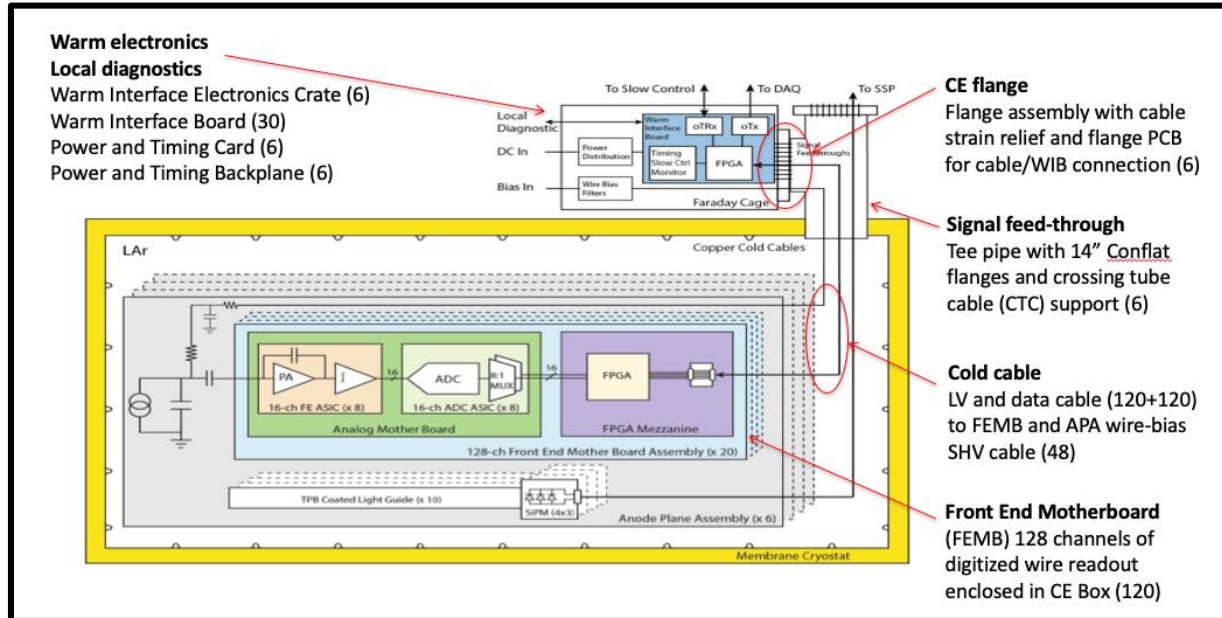 Warm electronics
Local diagnostics
Warm Interface Electronics Crate (6)
Warm Interface Board (30)
Power and Timing Card (6)
Power and Timing Backplane (6)
To Slow Control
To DAQ
To SSP
Local
Diagnostic
DC In
Bias In
Power
Distribution
Wire Bias
Filters
Warm
Interface
Board
oTRx
oTx
Timing
Slow Ctrl
Monitor
FPGA
Signal
Feedthroughs
Faraday Cage
CE flange
Flange assembly with cable
strain relief and flange PCB
for cable/WIB connection (6)
Signal feed-through
Tee pipe with 14” Conflat
flanges and crossing tube
cable (CTC) support (6)
Cold cable
LV and data cable (120+120)
to FEMB and APA wire-bias
SHV cable (48)
Front End Motherboard
(FEMB) 128 channels of
digitized wire readout
enclosed in CE Box (120)
LAr
Copper Cold Cables
PA
∫
16
ADC
8:1
MUX
16
FPGA
16-ch FE ASIC (x 8)
16-ch ADC ASIC (x 8)
Analog Mother Board
FPGA Mezzanine
128-ch Front End Mother Board Assembly (x 20)
TPB Coated Light Guide (x 10)
SiPM (4x3)
Anode Plane Assembly (x 6)
Membrane Cryostat